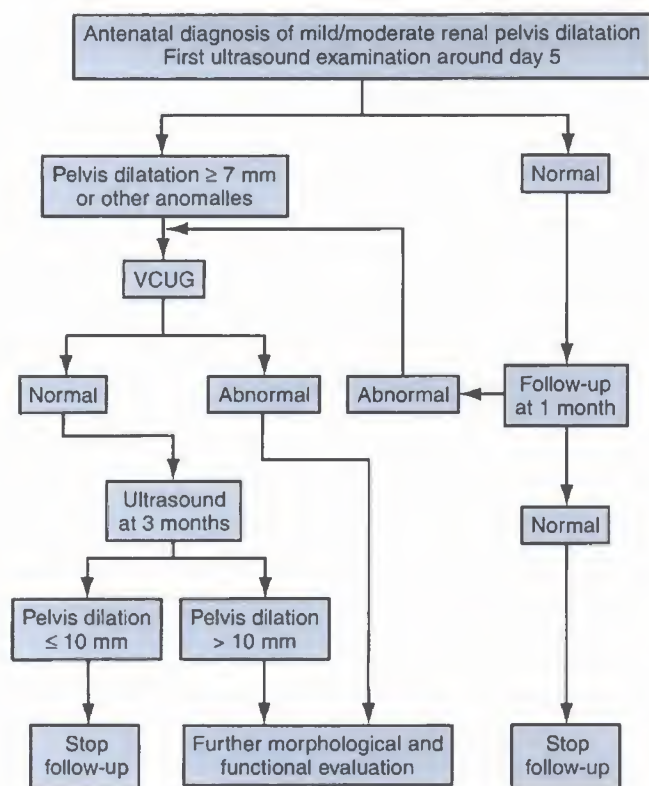 Antenatal diagnosis of mild/moderate renal pelvis dilatation
First ultrasound examination around day 5
Pelvis dilatation ≥ 7 mm
or other anomalles
Normal
VCUG
Normal
Abnormal
Abnormal
Follow-up
at 1 month
Ultrasound
at 3 months
Normal
Pelvis dilation
≤ 10 mm
Pelvis dilation
> 10 mm
Stop
follow-up
Further morphological and
functional evaluation
Stop
follow-up